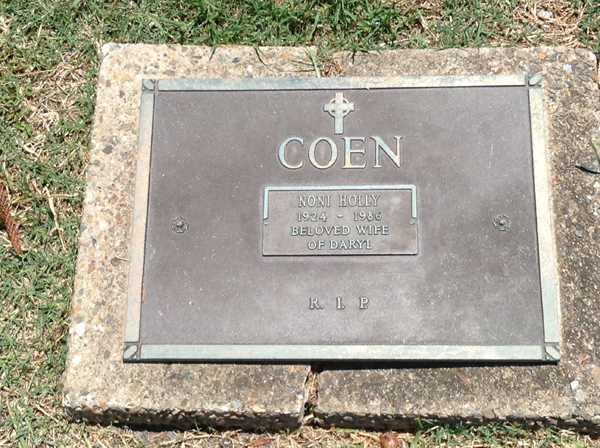 COEN
NONI HOLLY
1924 - 1986
BELOVED WIFE
OF DARYL
R. I. P.